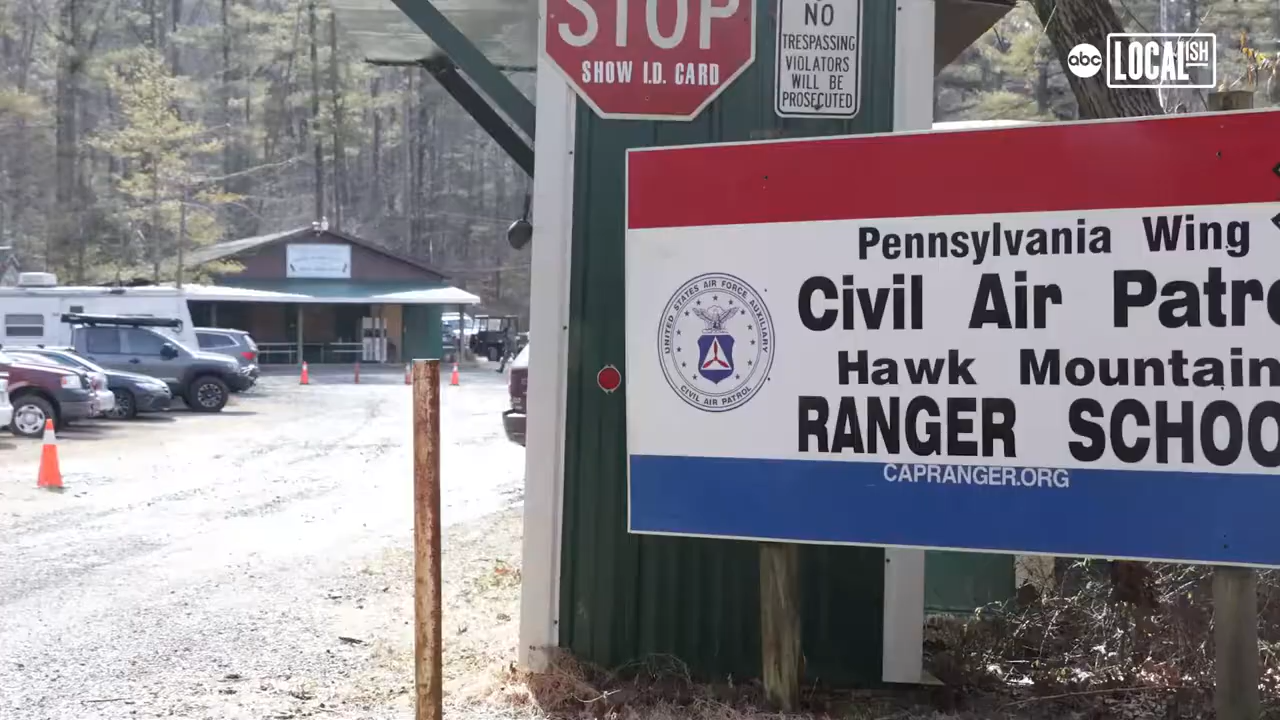 STOP
SHOW I.D. CARD
NO
TRESPASSING
VIOLATORS
WILL BE
PROSECUTED
abc LOCALISH
Pennsylvania Wing
Civil Air Patro
Hawk Mountain
RANGER SCHOO
CAPRANGER.ORG
UNITED STATES AIR FORCE AUXILIARY
CIVIL AIR PATROL